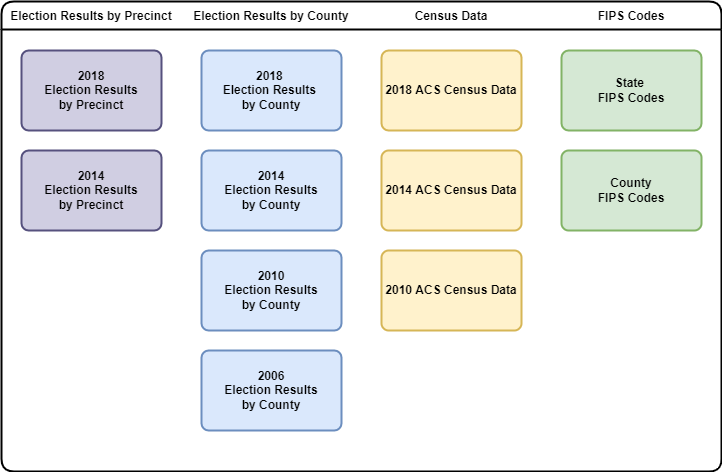 Election Results by Precinct
Election Results by County
Census Data
FIPS Codes
2018
Election Results
by Precinct
2018
Election Results
by County
2018 ACS Census Data
State
FIPS Codes
2014
Election Results
by Precinct
2014
Election Results
by County
2014 ACS Census Data
County
FIPS Codes
2010
Election Results
by County
2010 ACS Census Data
2006
Election Results
by County